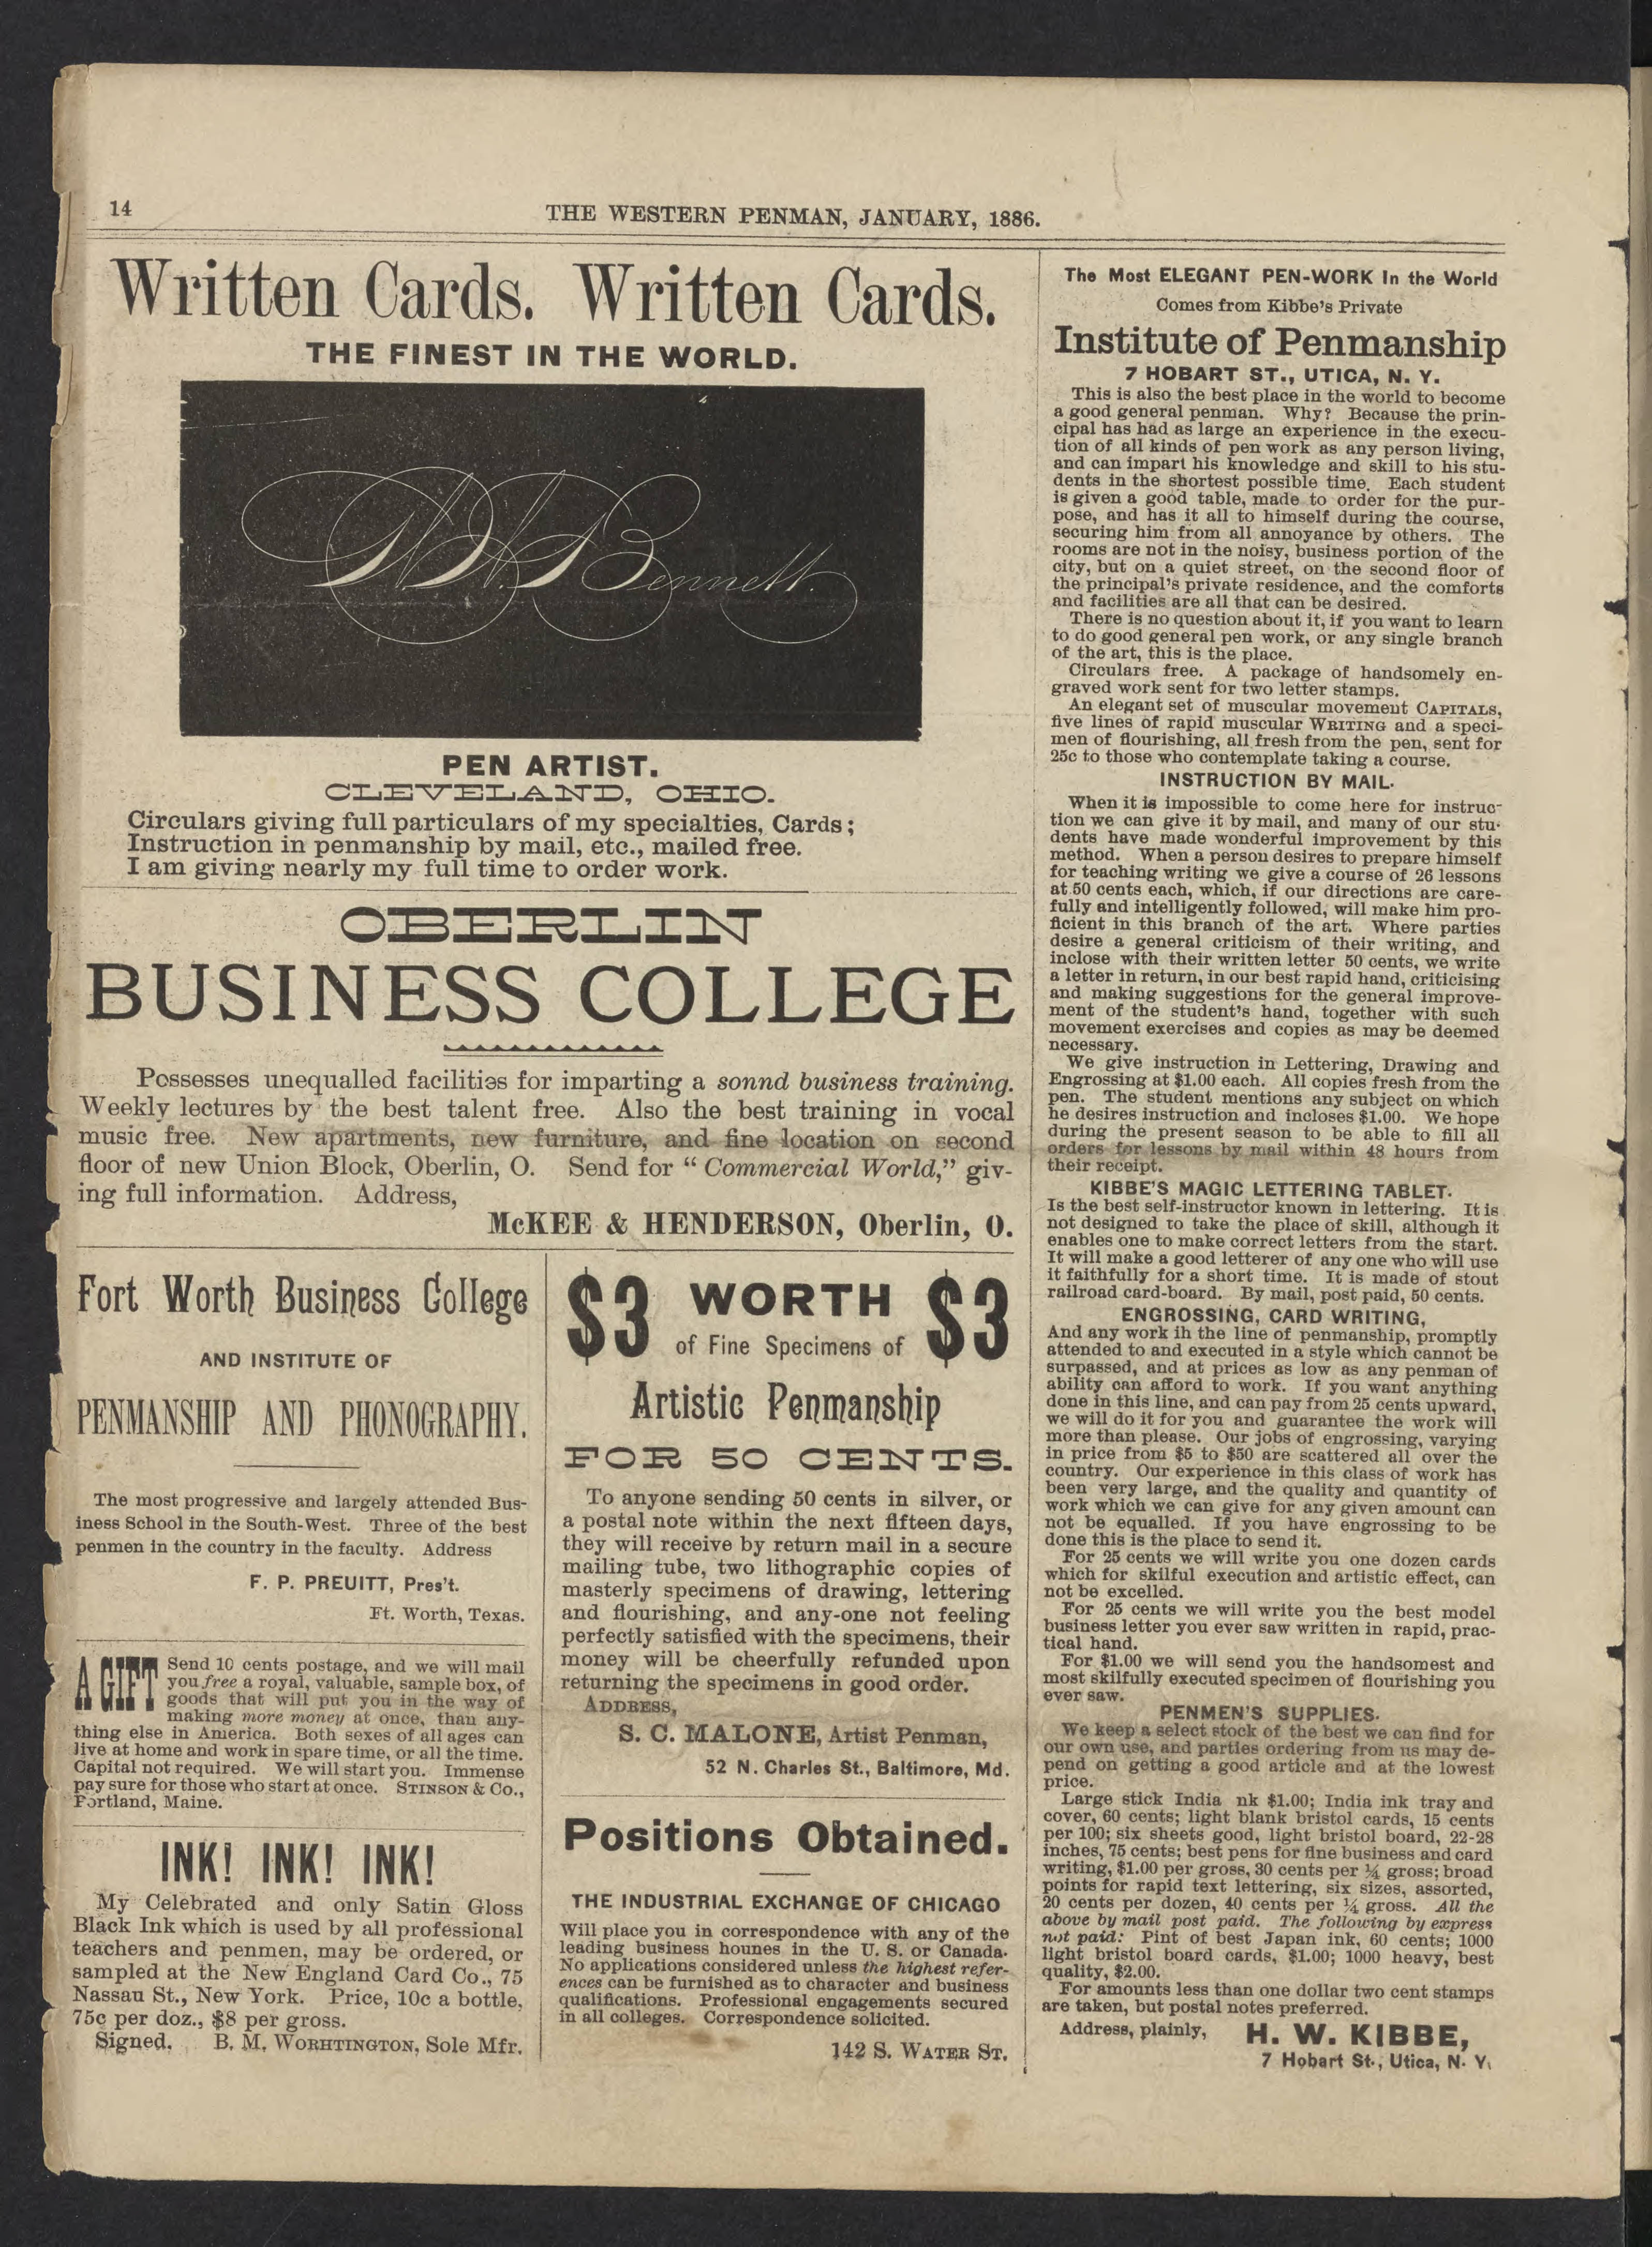 14
THE WESTERN PENMAN, JANUARY, 1886.
Written Cards. Written Cards.
THE FINEST IN THE WORLD.
Bennett.
PEN ARTIST.
CLEVELAND, OHIO.
Circulars giving full particulars of my specialties, Cards;
Instruction in penmanship by mail, etc., mailed free.
I am giving nearly my full time to order work.
OBERLIN
BUSINESS COLLEGE
Possesses unequalled facilities for imparting a sonnd business training.
Weekly lectures by the best talent free. Also the best training in vocal
music free. New apartments, new furniture, and fine location on second
floor of new Union Block, Oberlin, O. Send for “ Commercial World,” giv-
ing full information. Address,
McKEE & HENDERSON, Oberlin, O.
Fort Worth Business College
AND INSTITUTE OF
PENMANSHIP AND PHONOGRAPHY.
The most progressive and largely attended Bus-
iness School in the South-West. Three of the best
penmen in the country in the faculty. Address
F. P. PREUITT, Pres't.
Ft. Worth, Texas.
A GIFT Send 10 cents postage, and we will mail
you free a royal, valuable, sample box, of
goods that will put you in the way of
making more money at once, than any-
thing else in America. Both sexes of all ages can
live at home and work in spare time, or all the time.
Capital not required. We will start you. Immense
pay sure for those who start at once. STINSON & Co.,
Portland, Maine.
INK! INK! INK!
My Celebrated and only Satin Gloss
Black Ink which is used by all professional
teachers and penmen, may be ordered, or
sampled at the New England Card Co., 75
Nassau St., New York. Price, 10c a bottle,
75c per doz., $8 per gross.
Signed. B. M. WORHTINGTON, Sole Mfr.
$3 WORTH $3
of Fine Specimens of
Artistic Penmanship
FOR 50 CENTS.
To anyone sending 50 cents in silver, or
a postal note within the next fifteen days,
they will receive by return mail in a secure
mailing tube, two lithographic copies of
masterly specimens of drawing, lettering
and flourishing, and any-one not feeling
perfectly satisfied with the specimens, their
money will be cheerfully refunded upon
returning the specimens in good order.
ADDRESS,
S. C. MALONE, Artist Penman,
52 N. Charles St., Baltimore, Md.
Positions Obtained.
THE INDUSTRIAL EXCHANGE OF CHICAGO
Will place you in correspondence with any of the
leading business hounes in the U. S. or Canada.
No applications considered unless the highest refer-
ences can be furnished as to character and business
qualifications. Professional engagements secured
in all colleges. Correspondence solicited.
142 S. WATER ST.
The Most ELEGANT PEN-WORK In the World
Comes from Kibbe's Private
Institute of Penmanship
7 HOBART ST., UTICA, N. Y.
This is also the best place in the world to become
a good general penman. Why? Because the prin-
cipal has had as large an experience in the execu-
tion of all kinds of pen work as any person living,
and can impart his knowledge and skill to his stu-
dents in the shortest possible time. Each student
is given a good table, made to order for the pur-
pose, and has it all to himself during the course,
securing him from all annoyance by others. The
rooms are not in the noisy, business portion of the
city, but on a quiet street, on the second floor of
the principal's private residence, and the comforts
and facilities are all that can be desired.
There is no question about it, if you want to learn
to do good general pen work, or any single branch
of the art, this is the place.
Circulars free. A package of handsomely en-
graved work sent for two letter stamps.
An elegant set of muscular movement CAPITALS,
five lines of rapid muscular WRITING and a speci-
men of flourishing, all fresh from the pen, sent for
25c to those who contemplate taking a course.
INSTRUCTION BY MAIL.
When it is impossible to come here for instruc-
tion we can give it by mail, and many of our stu-
dents have made wonderful improvement by this
method. When a person desires to prepare himself
for teaching writing we give a course of 26 lessons
at 50 cents each, which, if our directions are care-
fully and intelligently followed, will make him pro-
ficient in this branch of the art. Where parties
desire a general criticism of their writing, and
inclose with their written letter 50 cents, we write
a letter in return, in our best rapid hand, criticising
and making suggestions for the general improve-
ment of the student's hand, together with such
movement exercises and copies as may be deemed
necessary.
We give instruction in Lettering, Drawing and
Engrossing at $1.00 each. All copies fresh from the
pen. The student mentions any subject on which
he desires instruction and incloses $1.00. We hope
during the present season to be able to fill all
orders for lessons by mail within 48 hours from
their receipt.
KIBBE'S MAGIC LETTERING TABLET.
Is the best self-instructor known in lettering. It is
not designed to take the place of skill, although it
enables one to make correct letters from the start.
It will make a good letterer of any one who will use
it faithfully for a short time. It is made of stout
railroad card-board. By mail, post paid, 50 cents.
ENGROSSING, CARD WRITING,
And any work ih the line of penmanship, promptly
attended to and executed in a style which cannot be
surpassed, and at prices as low as any penman of
ability can afford to work. If you want anything
done in this line, and can pay from 25 cents upward,
we will do it for you and guarantee the work will
more than please. Our jobs of engrossing, varying
in price from $5 to $50 are scattered all over the
country. Our experience in this class of work has
been very large, and the quality and quantity of
work which we can give for any given amount can
not be equalled. If you have engrossing to be
done this is the place to send it.
For 25 cents we will write you one dozen cards
which for skilful execution and artistic effect, can
not be excelled.
For 25 cents we will write you the best model
business letter you ever saw written in rapid, prac-
tical hand.
For $1.00 we will send you the handsomest and
most skilfully executed specimen of flourishing you
ever saw.
PENMEN'S SUPPLIES.
We keep a select stock of the best we can find for
our own use, and parties ordering from us may de-
pend on getting a good article and at the lowest
price.
Large stick India nk $1.00; India ink tray and
cover, 60 cents; light blank bristol cards, 15 cents
per 100; six sheets good, light bristol board, 22-28
inches, 75 cents; best pens for fine business and card
writing, $1.00 per gross, 30 cents per ¼ gross; broad
points for rapid text lettering, six sizes, assorted,
20 cents per dozen, 40 cents per ¼ gross. All the
above by mail post paid. The following by express
not paid: Pint of best Japan ink, 60 cents; 1000
light bristol board cards, $1.00; 1000 heavy, best
quality, $2.00.
For amounts less than one dollar two cent stamps
are taken, but postal notes preferred.
Address, plainly, H. W. KIBBE,
7 Hobart St., Utica, N. Y.